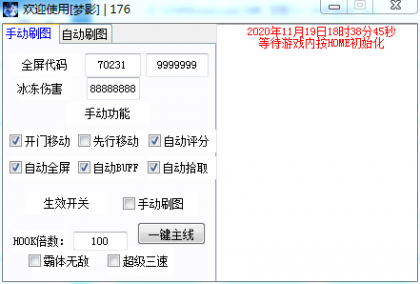 欢迎使用[梦影] | 176
手动刷图 自动刷图
全屏代码 70231 9999999
冰冻伤害 88888888
手动功能
开门移动 先行移动 自动评分
自动全屏 自动BUFF 自动拾取
生效开关 手动刷图
HOOK倍数: 100 一键主线
霸体无敌 超级三速
2020年11月19日18时38分45秒
等待游戏内按HOME初始化